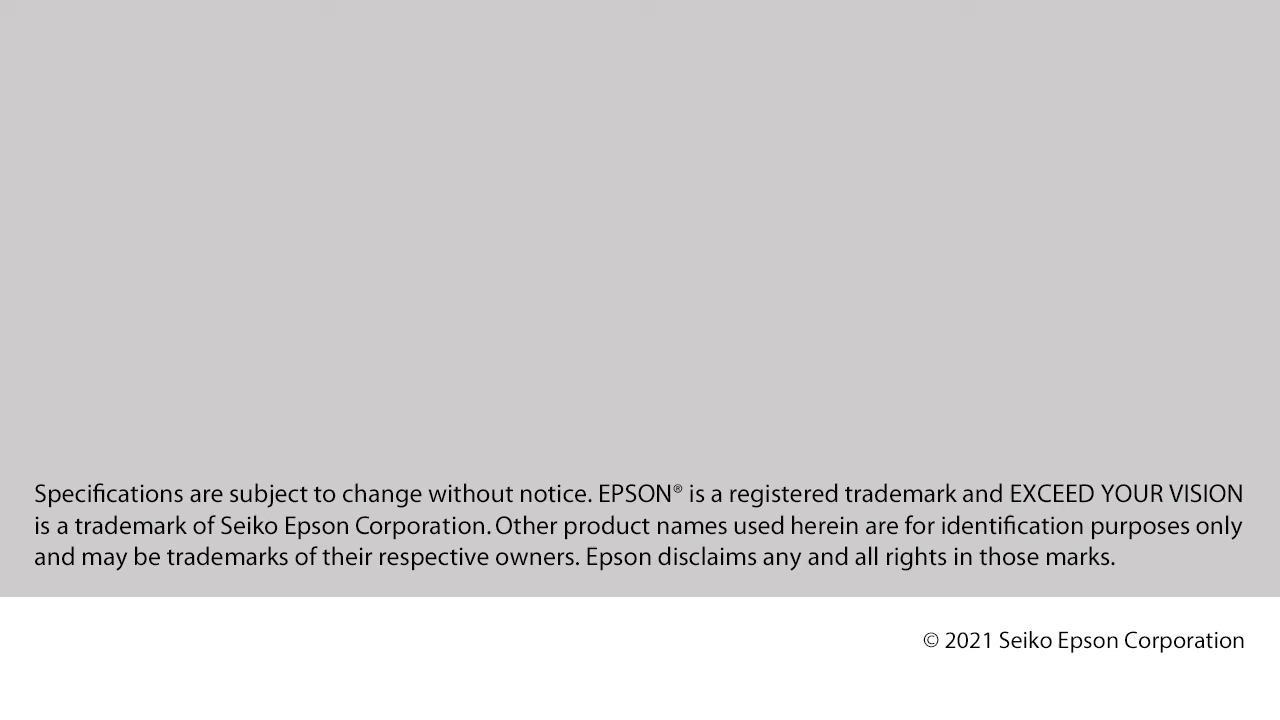 Specifications are subject to change without notice. EPSON® is a registered trademark and EXCEED YOUR VISION
is a trademark of Seiko Epson Corporation. Other product names used herein are for identification purposes only
and may be trademarks of their respective owners. Epson disclaims any and all rights in those marks.
© 2021 Seiko Epson Corporation